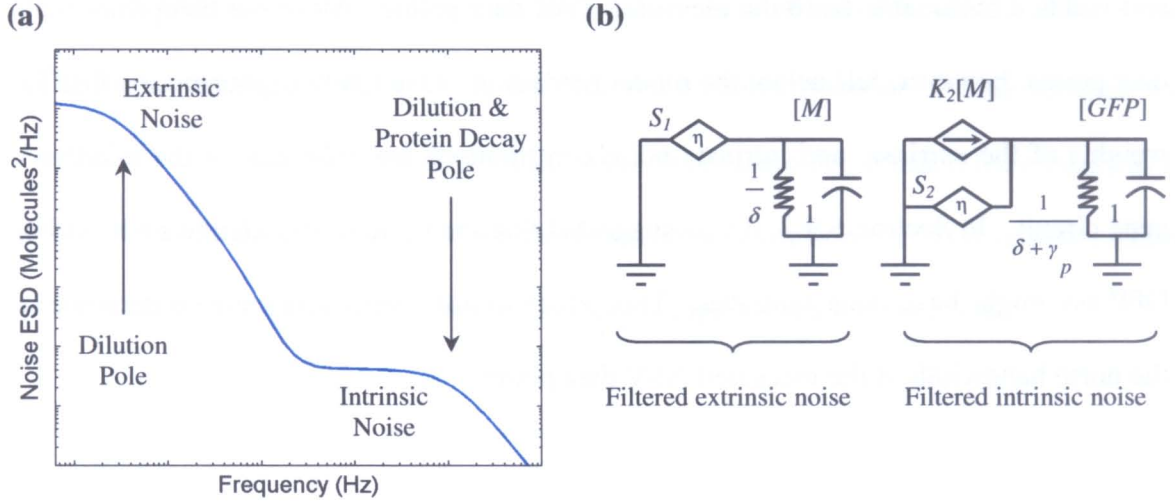 (a)
Noise ESD (Molecules²/Hz)
Extrinsic
Noise
Dilution &
Protein Decay
Pole
Dilution
Pole
Intrinsic
Noise
Frequency (Hz)
(b)
S₁
η
[M]
1/δ
1
K₂[M]
[GFP]
S₂
η
1/(δ + γₚ)
1
Filtered extrinsic noise
Filtered intrinsic noise